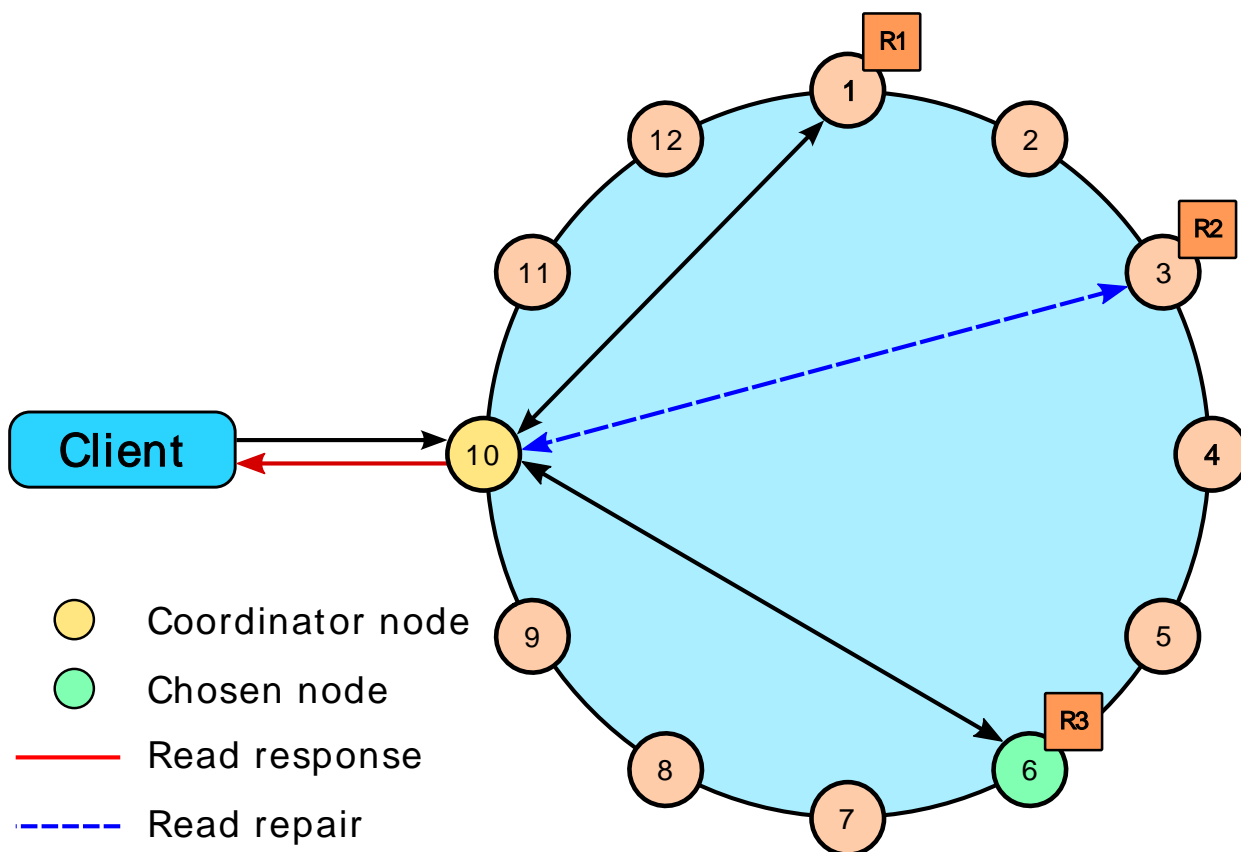 R1
1
12
2
R2
11
3
Client
10
4
9
5
Coordinator node
Chosen node
R3
Read response
8
6
7
Read repair